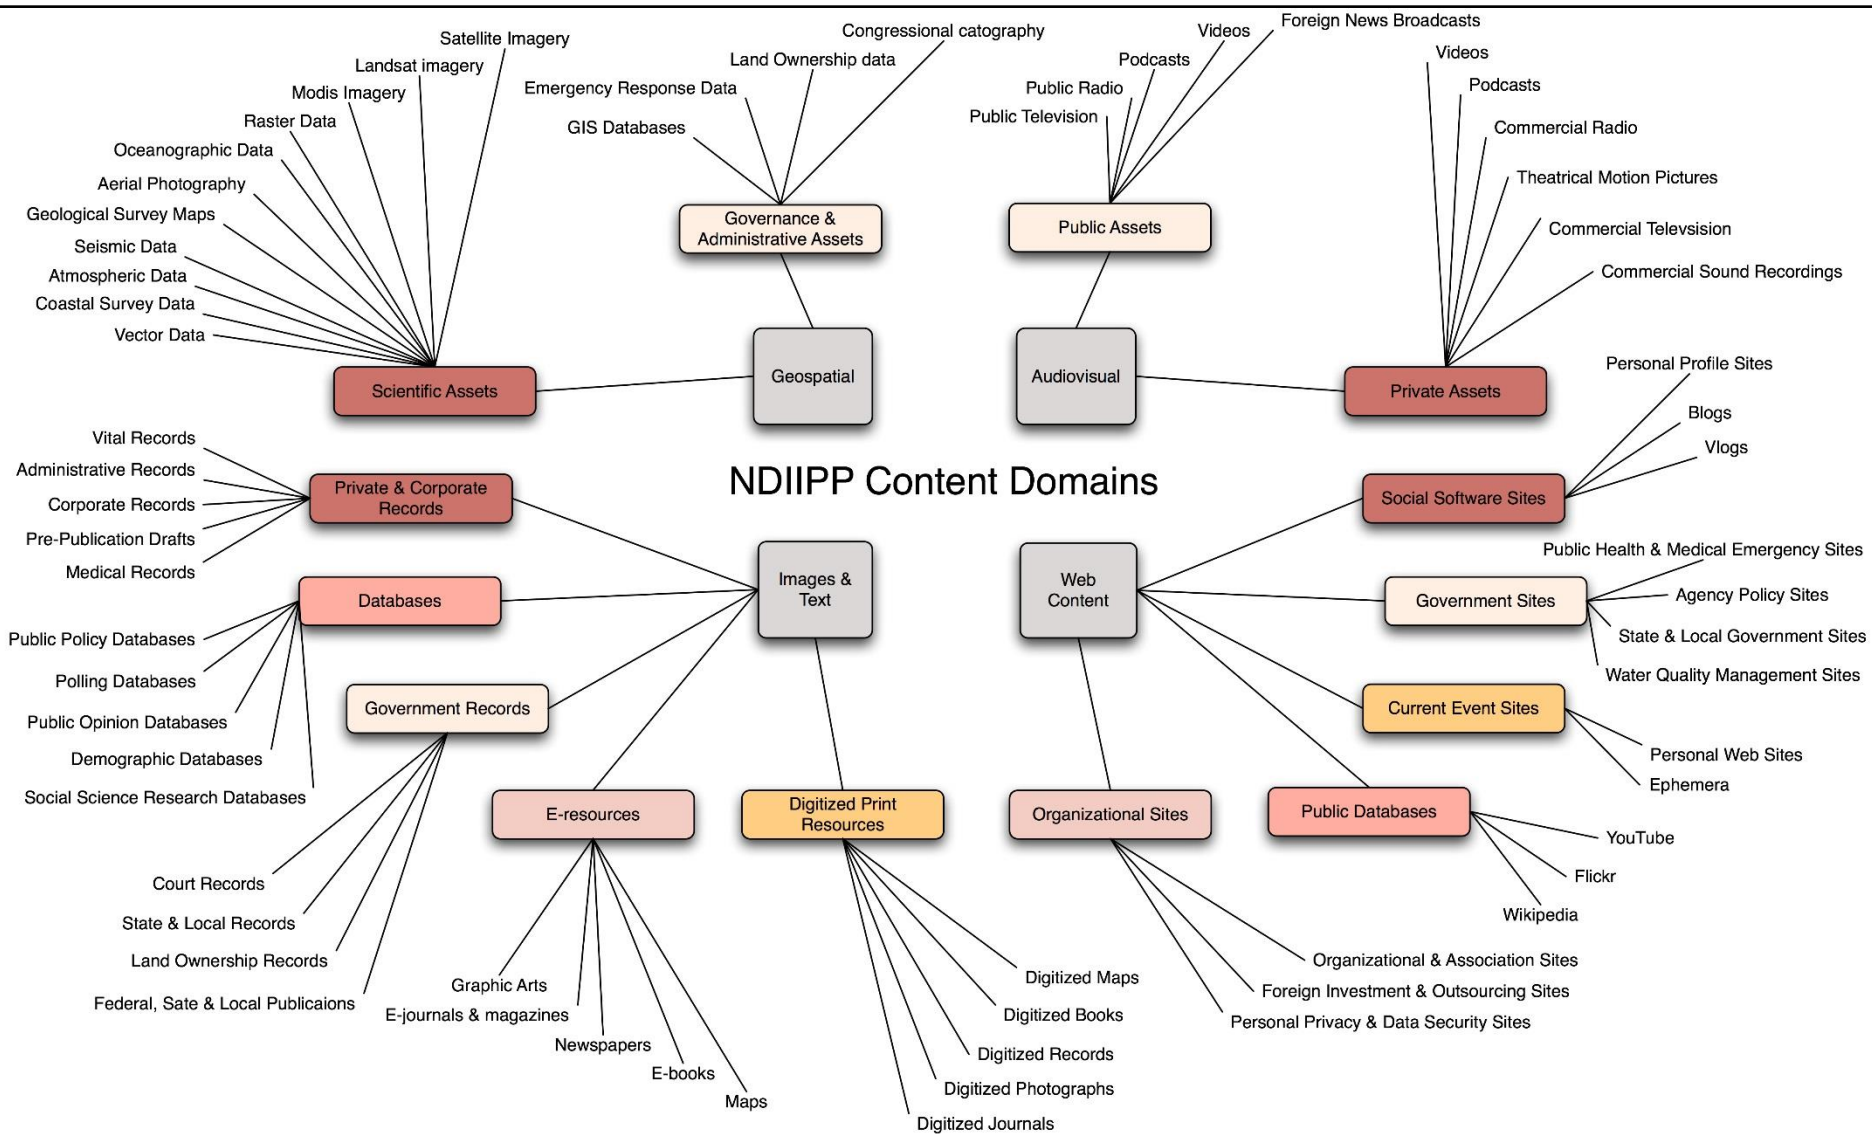 Satellite Imagery
Landsat imagery
Modis Imagery
Raster Data
Oceanographic Data
Aerial Photography
Geological Survey Maps
Seismic Data
Atmospheric Data
Coastal Survey Data
Vector Data
Scientific Assets
Congressional catography
Land Ownership data
Emergency Response Data
GIS Databases
Governance &
Administrative Assets
Geospatial
Foreign News Broadcasts
Videos
Podcasts
Public Radio
Public Television
Public Assets
Audiovisual
Videos
Podcasts
Commercial Radio
Theatrical Motion Pictures
Commercial Televsision
Commercial Sound Recordings
Private Assets
NDIIPP Content Domains
Vital Records
Administrative Records
Corporate Records
Pre-Publication Drafts
Medical Records
Private & Corporate
Records
Images &
Text
Databases
Public Policy Databases
Polling Databases
Public Opinion Databases
Demographic Databases
Social Science Research Databases
Government Records
Court Records
State & Local Records
Land Ownership Records
Federal, Sate & Local Publicaions
E-resources
Graphic Arts
E-journals & magazines
Newspapers
E-books
Maps
Digitized Print
Resources
Digitized Maps
Digitized Books
Digitized Records
Digitized Photographs
Digitized Journals
Web
Content
Personal Profile Sites
Blogs
Vlogs
Social Software Sites
Public Health & Medical Emergency Sites
Agency Policy Sites
State & Local Government Sites
Water Quality Management Sites
Government Sites
Current Event Sites
Personal Web Sites
Ephemera
Public Databases
YouTube
Flickr
Wikipedia
Organizational Sites
Organizational & Association Sites
Foreign Investment & Outsourcing Sites
Personal Privacy & Data Security Sites